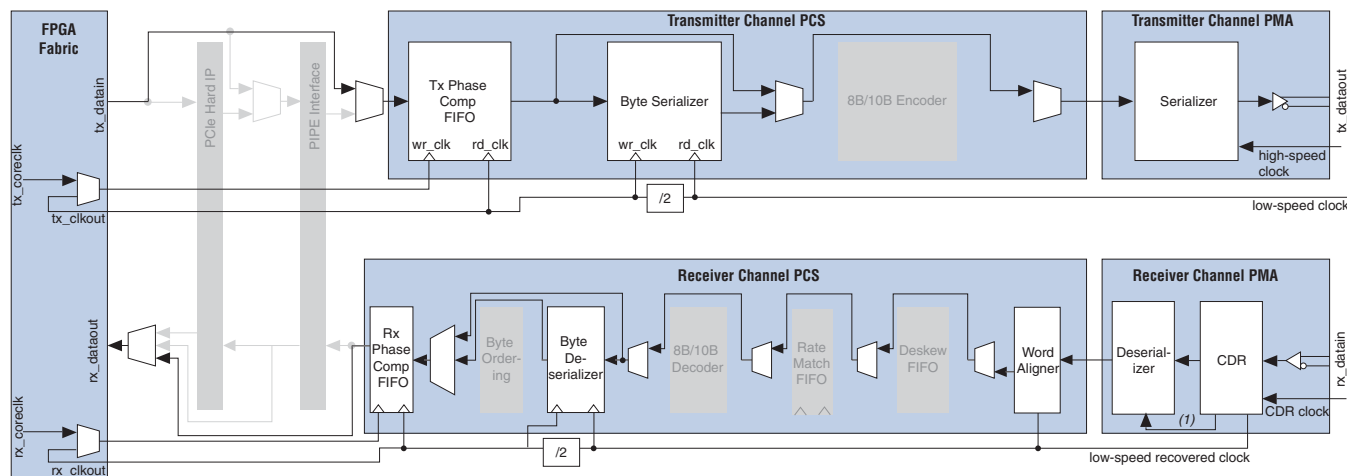 FPGA
Fabric
Transmitter Channel PCS
Transmitter Channel PMA
tx_datain
PCIe Hard IP
PIPE Interface
Tx Phase
Comp
FIFO
wr_clk
rd_clk
Byte Serializer
wr_clk
rd_clk
8B/10B Encoder
Serializer
tx_dataout
high-speed
clock
tx_coreclk
tx_clkout
/2
low-speed clock
Receiver Channel PCS
Receiver Channel PMA
rx_dataout
Rx
Phase
Comp
FIFO
Byte
Order-
ing
Byte
De-
serializer
8B/10B
Decoder
Rate
Match
FIFO
Deskew
FIFO
Word
Aligner
Deserial-
izer
CDR
rx_datain
CDR clock
(1)
rx_coreclk
rx_clkout
/2
low-speed recovered clock